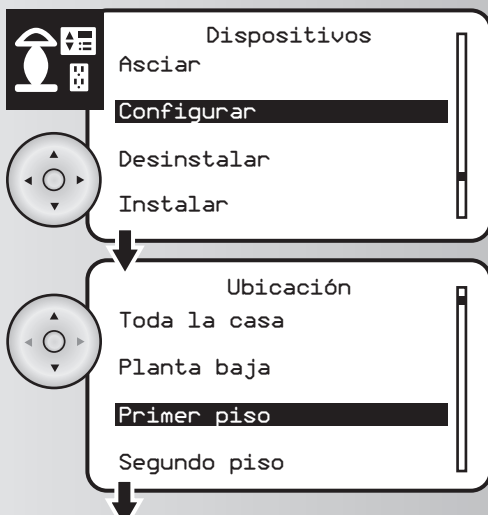 Dispositivos
Asciar
Configurar
Desinstalar
Instalar
Ubicación
Toda la casa
Planta baja
Primer piso
Segundo piso